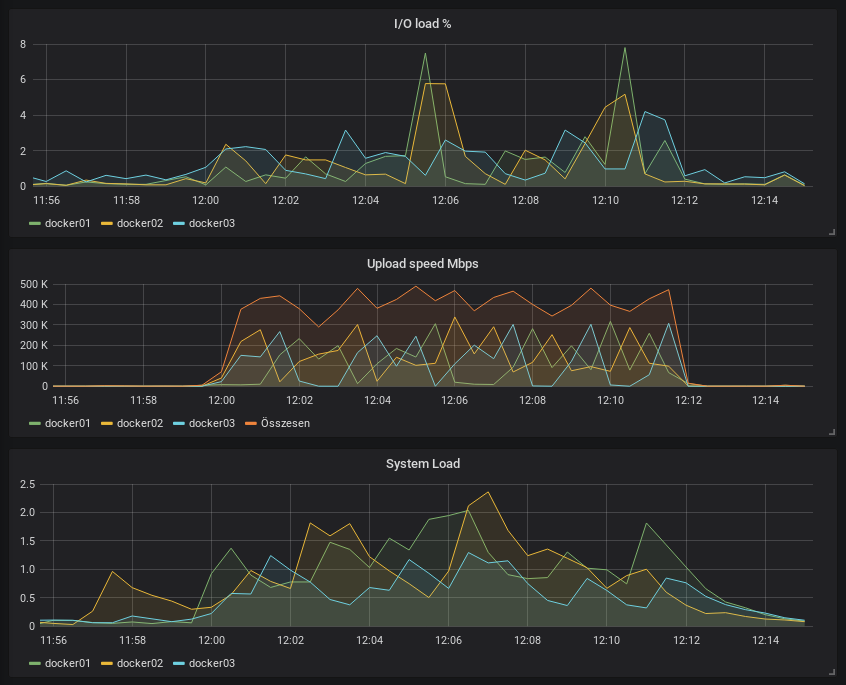 I/O load %
8
6
4
2
0
11:56 11:58 12:00 12:02 12:04 12:06 12:08 12:10 12:12 12:14
docker01 docker02 docker03
Upload speed Mbps
500 K
400 K
300 K
200 K
100 K
0
11:56 11:58 12:00 12:02 12:04 12:06 12:08 12:10 12:12 12:14
docker01 docker02 docker03 Összesen
System Load
2.5
2.0
1.5
1.0
0.5
0
11:56 11:58 12:00 12:02 12:04 12:06 12:08 12:10 12:12 12:14
docker01 docker02 docker03